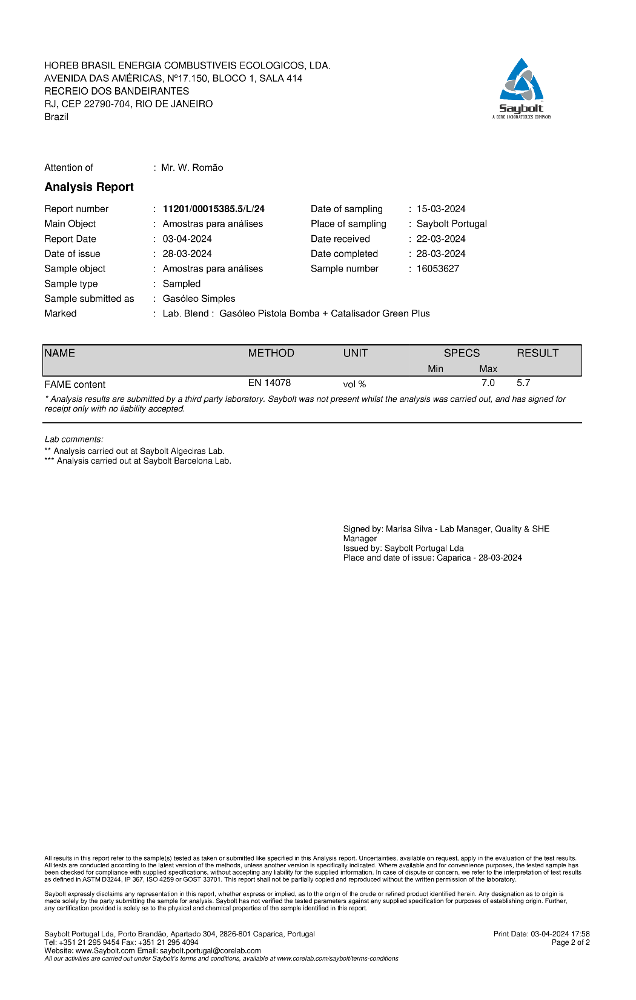 HOREB BRASIL ENERGIA COMBUSTIVEIS ECOLOGICOS, LDA.
AVENIDA DAS AMÉRICAS, Nº17.150, BLOCO 1, SALA 414
RECREIO DOS BANDEIRANTES
RJ, CEP 22790-704, RIO DE JANEIRO
Brazil
Saybolt
A CORE LABORATORIES COMPANY
Attention of : Mr. W. Romão
Analysis Report
Report number : 11201/00015385.5/L/24 Date of sampling : 15-03-2024
Main Object : Amostras para análises Place of sampling : Saybolt Portugal
Report Date : 03-04-2024 Date received : 22-03-2024
Date of issue : 28-03-2024 Date completed : 28-03-2024
Sample object : Amostras para análises Sample number : 16053627
Sample type : Sampled
Sample submitted as : Gasóleo Simples
Marked : Lab. Blend : Gasóleo Pistola Bomba + Catalisador Green Plus
NAME METHOD UNIT SPECS RESULT
Min Max
FAME content EN 14078 vol % 7.0 5.7
* Analysis results are submitted by a third party laboratory. Saybolt was not present whilst the analysis was carried out, and has signed for
receipt only with no liability accepted.
Lab comments:
** Analysis carried out at Saybolt Algeciras Lab.
*** Analysis carried out at Saybolt Barcelona Lab.
Signed by: Marisa Silva - Lab Manager, Quality & SHE
Manager
Issued by: Saybolt Portugal Lda
Place and date of issue: Caparica - 28-03-2024
All results in this report refer to the sample(s) tested as taken or submitted like specified in this Analysis report. Uncertainties, available on request, apply in the evaluation of the test results.
All tests are conducted according to the latest version of the methods, unless another version is specifically indicated. Where available and for convenience purposes, the tested sample has
been checked for compliance with supplied specifications, without accepting any liability for the supplied information. In case of dispute or concern, we refer to the interpretation of test results
as defined in ASTM D3244, IP 367, ISO 4259 or GOST 33701. This report shall not be partially copied and reproduced without the written permission of the laboratory.
Saybolt expressly disclaims any representation in this report, whether express or implied, as to the origin of the crude or refined product identified herein. Any designation as to origin is
made solely by the party submitting the sample for analysis. Saybolt has not verified the tested parameters against any supplied specification for purposes of establishing origin. Further,
any certification provided is solely as to the physical and chemical properties of the sample identified in this report.
Saybolt Portugal Lda, Porto Brandão, Apartado 304, 2826-801 Caparica, Portugal Print Date: 03-04-2024 17:58
Tel: +351 21 295 9454 Fax: +351 21 295 4094 Page 2 of 2
Website: www.Saybolt.com Email: saybolt.portugal@corelab.com
All our activities are carried out under Saybolt's terms and conditions, available at www.corelab.com/saybolt/terms-conditions